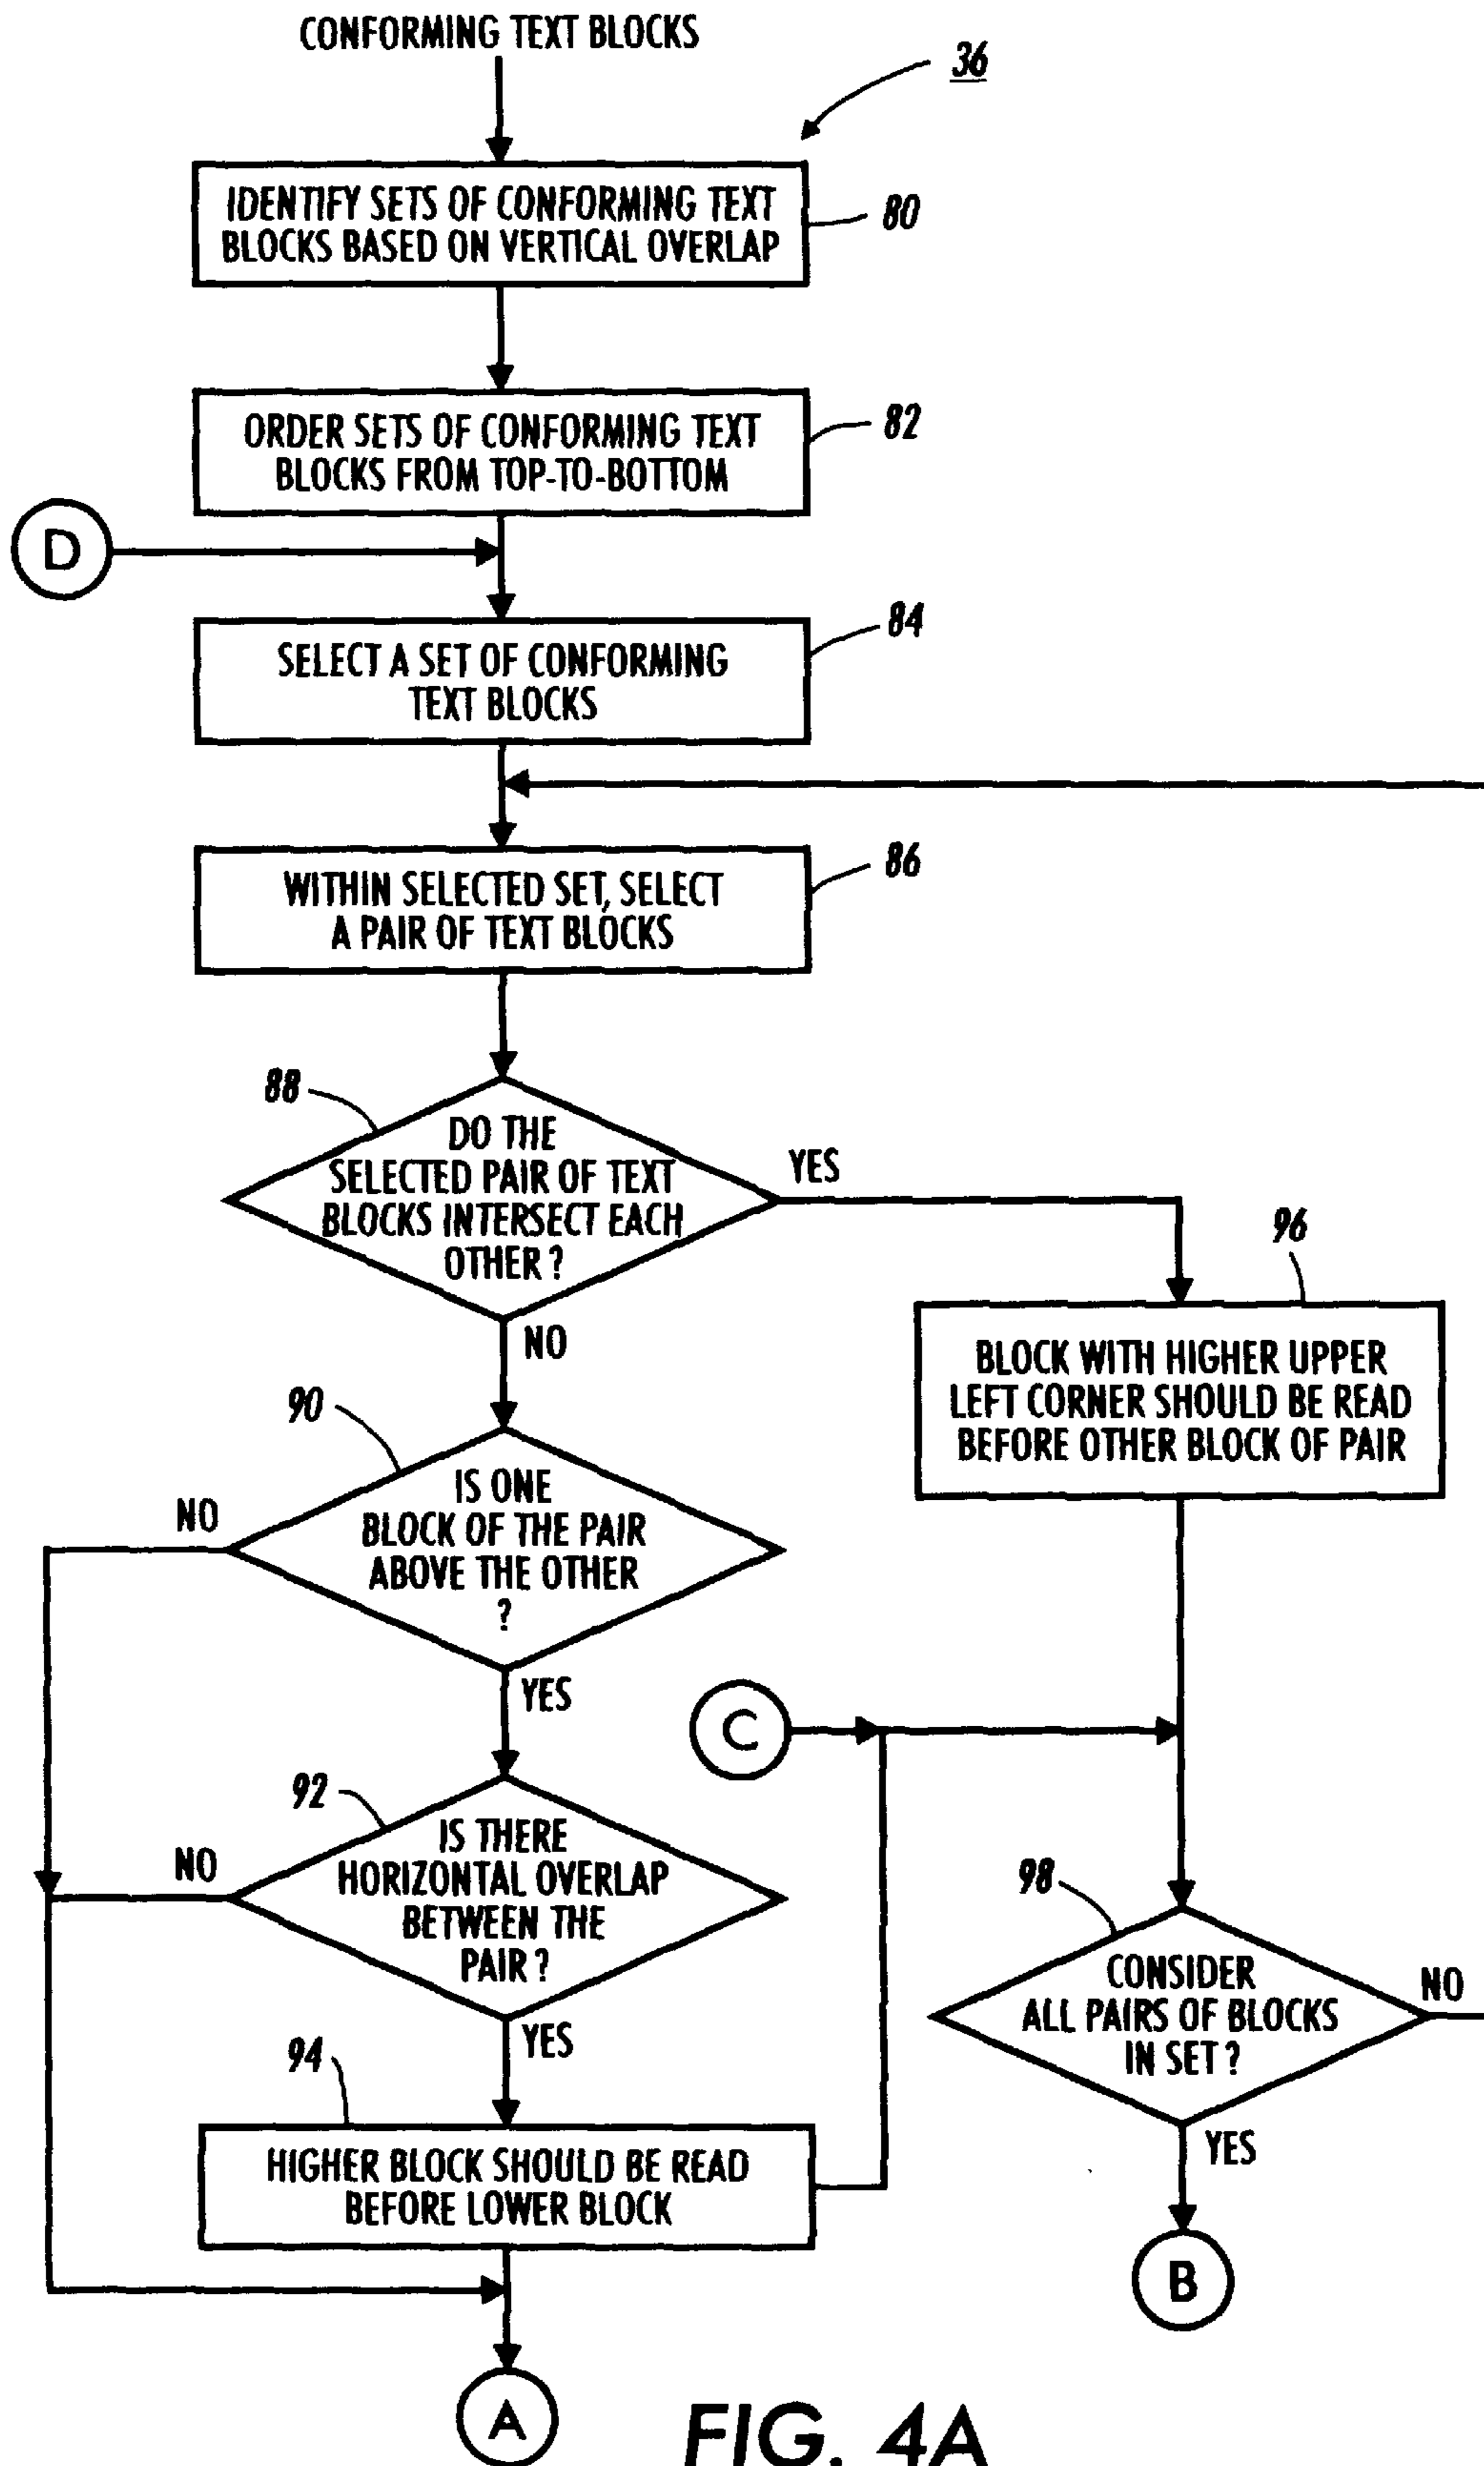 CONFORMING TEXT BLOCKS
36
IDENTIFY SETS OF CONFORMING TEXT
BLOCKS BASED ON VERTICAL OVERLAP
80
ORDER SETS OF CONFORMING TEXT
BLOCKS FROM TOP-TO-BOTTOM
82
D
SELECT A SET OF CONFORMING
TEXT BLOCKS
84
WITHIN SELECTED SET, SELECT
A PAIR OF TEXT BLOCKS
86
88
DO THE
SELECTED PAIR OF TEXT
BLOCKS INTERSECT EACH
OTHER ?
YES
NO
96
BLOCK WITH HIGHER UPPER
LEFT CORNER SHOULD BE READ
BEFORE OTHER BLOCK OF PAIR
90
IS ONE
BLOCK OF THE PAIR
ABOVE THE OTHER
?
NO
YES
C
92
IS THERE
HORIZONTAL OVERLAP
BETWEEN THE
PAIR ?
NO
YES
98
CONSIDER
ALL PAIRS OF BLOCKS
IN SET ?
NO
YES
94
HIGHER BLOCK SHOULD BE READ
BEFORE LOWER BLOCK
B
A
FIG. 4A